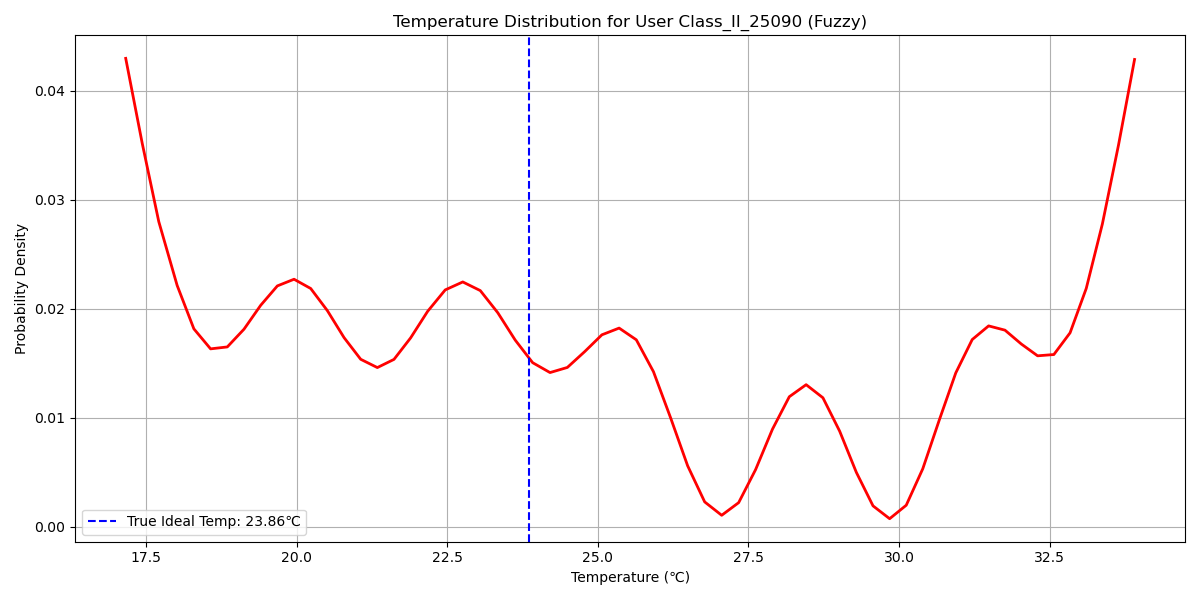 Temperature Distribution for User Class_II_25090 (Fuzzy)
Probability Density
0.04
0.03
0.02
0.01
0.00
True Ideal Temp: 23.86℃
17.5 20.0 22.5 25.0 27.5 30.0 32.5
Temperature (℃)